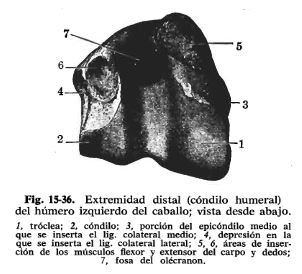 7
5
6
4
3
2
1
Fig. 15-36. Extremidad distal (cóndilo humeral)
del húmero izquierdo del caballo; vista desde abajo.
1, tróclea; 2, cóndilo; 3, porción del epicóndilo medio al
que se inserta el lig. colateral medio; 4, depresión en la
que se inserta el lig. colateral lateral; 5, 6, áreas de inser-
ción de los músculos flexor y extensor del carpo y dedos;
7, fosa del olécranon.